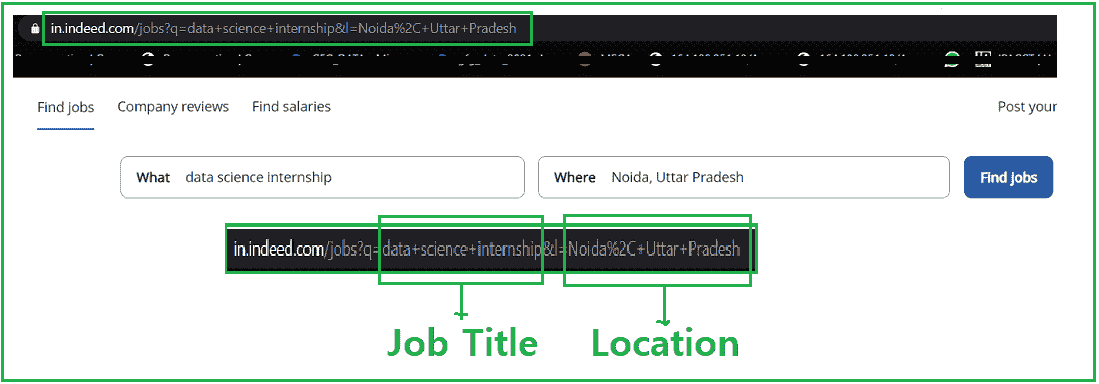 in.indeed.com/jobs?q=data+science+internship&l=Noida%2C+Uttar+Pradesh
Find jobs Company reviews Find salaries Post your
What data science internship Where Noida, Uttar Pradesh Find jobs
in.indeed.com/jobs?q=data+science+internship&l=Noida%2C+Uttar+Pradesh
Job Title Location